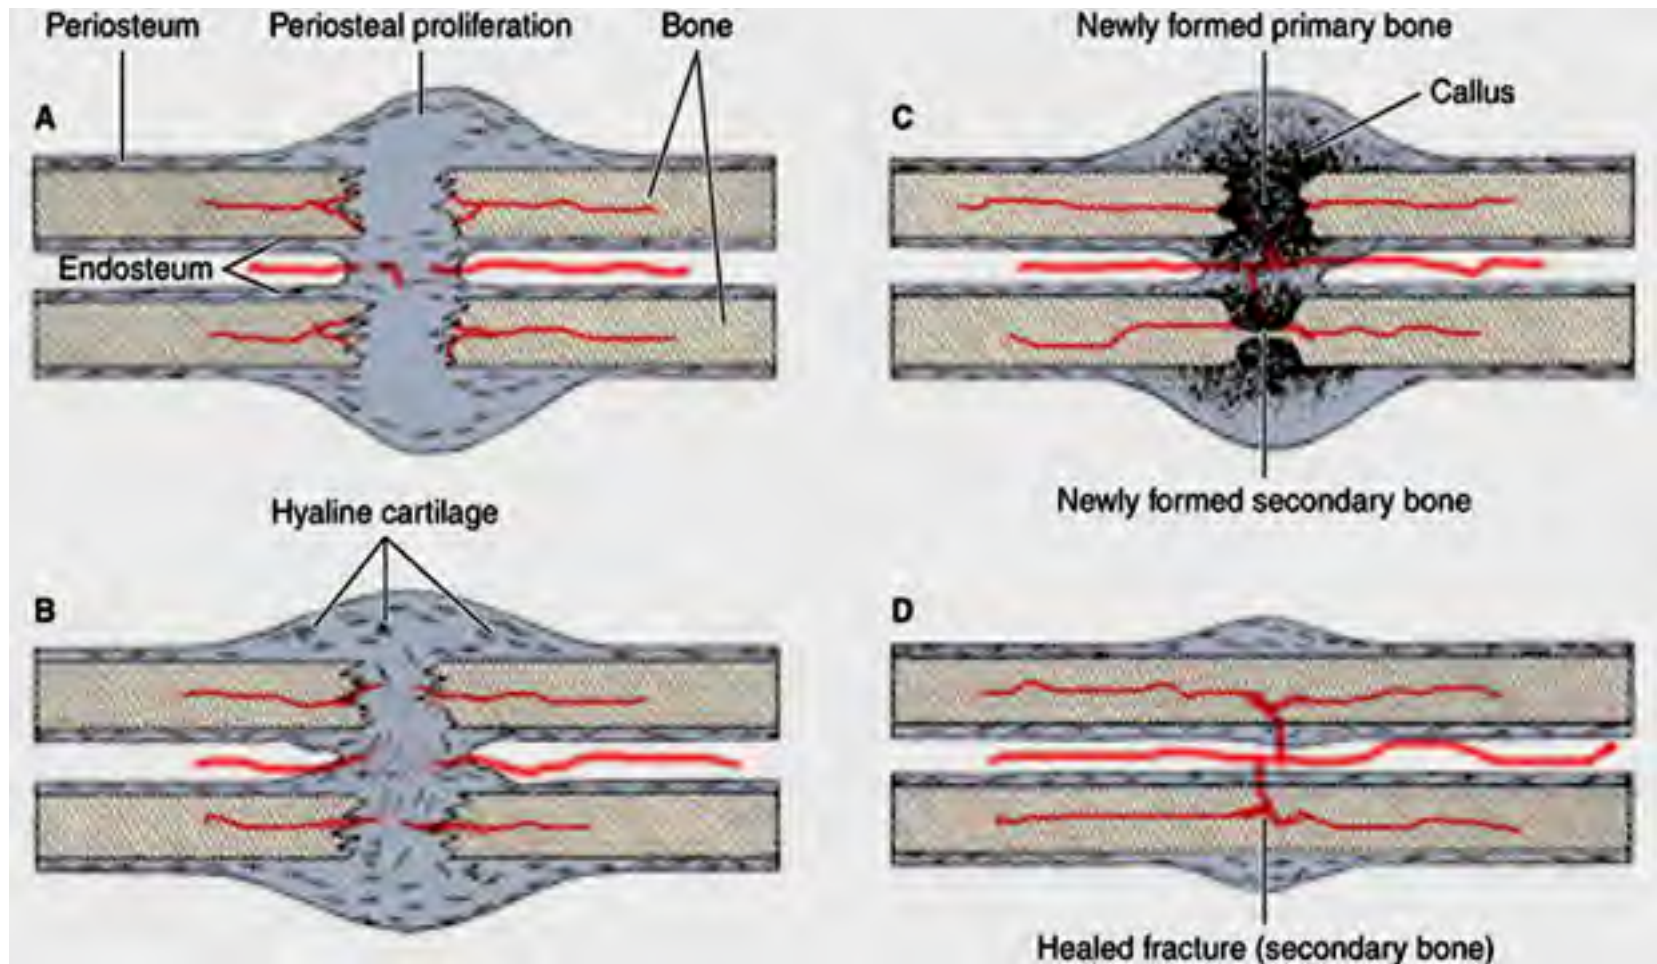 Periosteum
Periosteal proliferation
Bone
A
Endosteum
Hyaline cartilage
B
Newly formed primary bone
Callus
C
Newly formed secondary bone
D
Healed fracture (secondary bone)